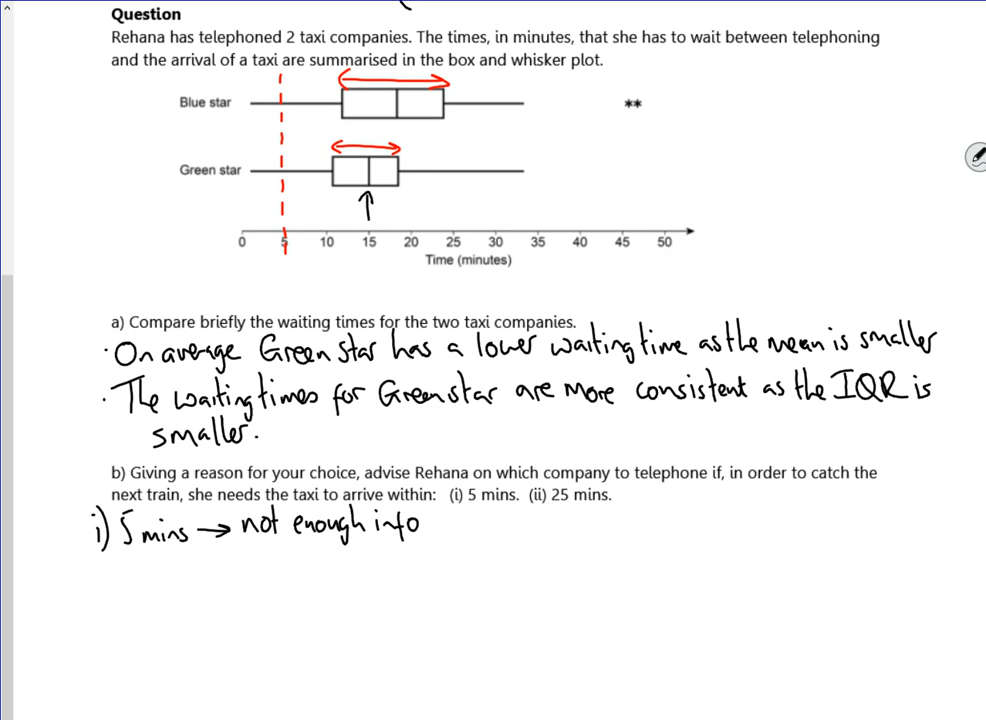 Question
Rehana has telephoned 2 taxi companies. The times, in minutes, that she has to wait between telephoning
and the arrival of a taxi are summarised in the box and whisker plot.
Blue star
**
Green star
0 5 10 15 20 25 30 35 40 45 50
Time (minutes)
a) Compare briefly the waiting times for the two taxi companies.
· On average Green Star has a lower waiting time as the mean is smaller
· The waiting times for Greenstar are more consistent as the IQR is
smaller.
b) Giving a reason for your choice, advise Rehana on which company to telephone if, in order to catch the
next train, she needs the taxi to arrive within: (i) 5 mins. (ii) 25 mins.
i) 5 mins → not enough info